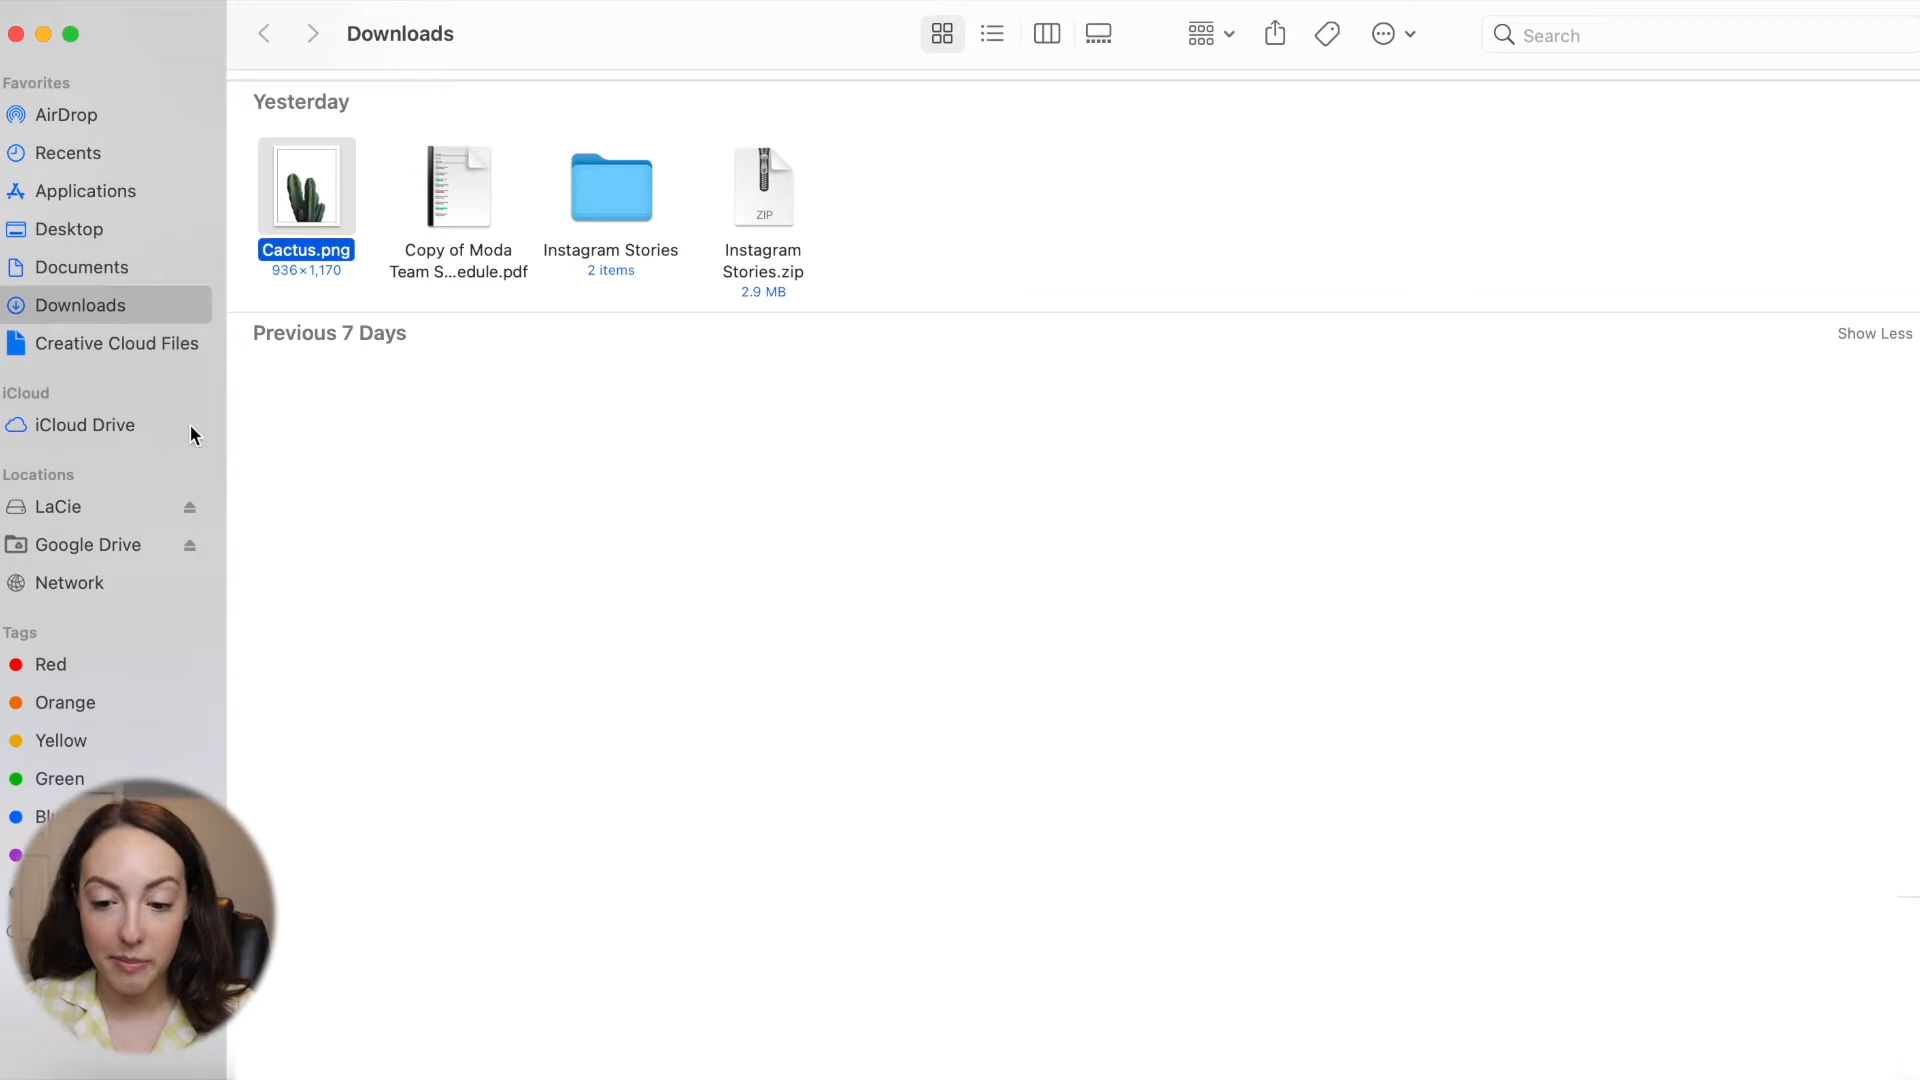 Downloads
Search
Favorites
AirDrop
Recents
Applications
Desktop
Documents
Downloads
Creative Cloud Files
iCloud
iCloud Drive
Locations
LaCie
Google Drive
Network
Tags
Red
Orange
Yellow
Green
Yesterday
Cactus.png
936×1,170
Copy of Moda
Team S...edule.pdf
Instagram Stories
2 items
ZIP
Instagram
Stories.zip
2.9 MB
Previous 7 Days
Show Less